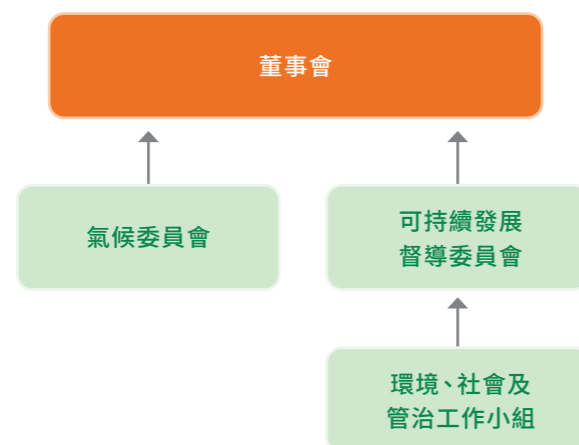 董事會
氣候委員會
可持續發展
督導委員會
環境、社會及
管治工作小組